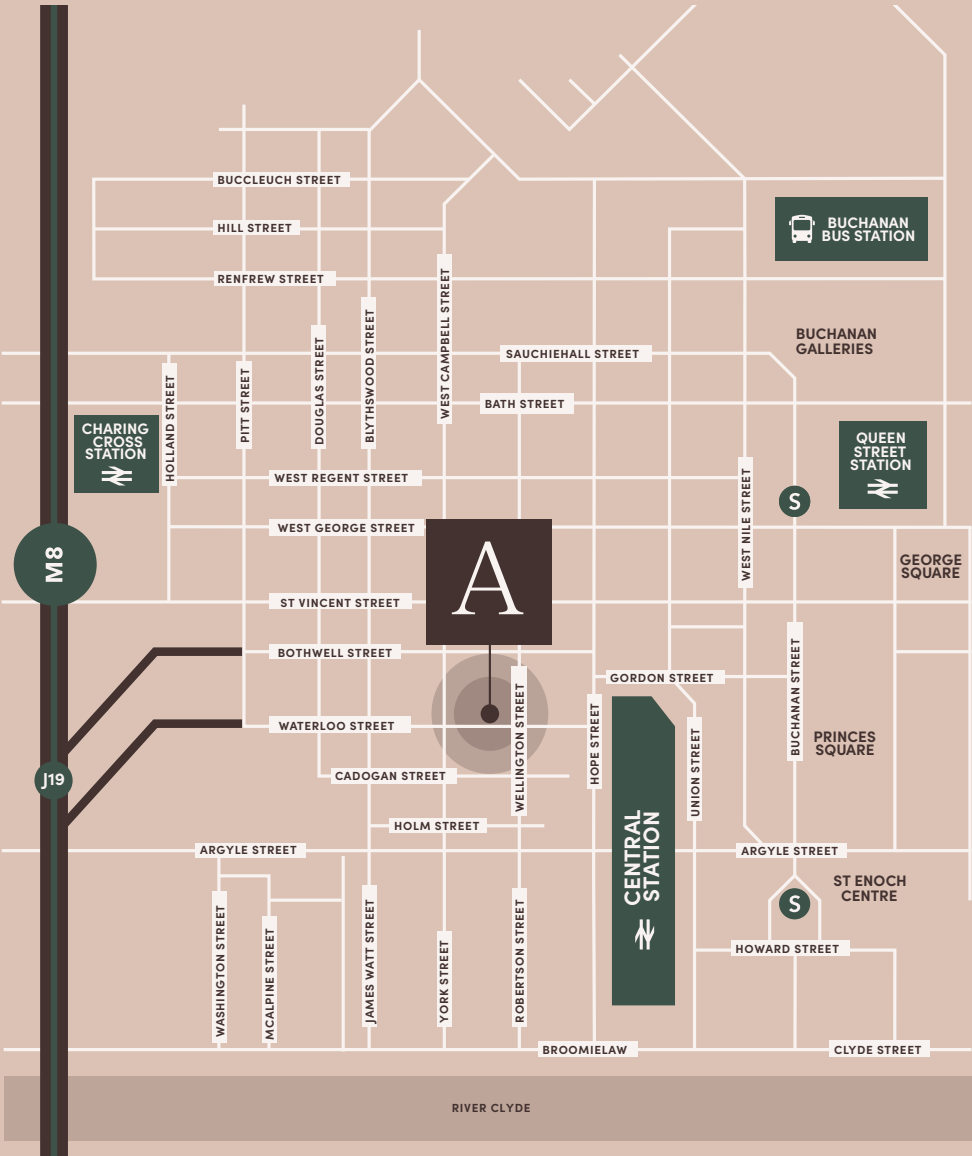 BUCCLEUCH STREET
HILL STREET
BUCHANAN
BUS STATION
RENFREW STREET
WEST CAMPBELL STREET
BLYTHSWOOD STREET
DOUGLAS STREET
PITT STREET
HOLLAND STREET
SAUCHIEHALL STREET
BUCHANAN
GALLERIES
BATH STREET
CHARING
CROSS
STATION
QUEEN
STREET
STATION
WEST REGENT STREET
WEST NILE STREET
S
WEST GEORGE STREET
A
M8
GEORGE
SQUARE
ST VINCENT STREET
BOTHWELL STREET
BUCHANAN STREET
GORDON STREET
WELLINGTON STREET
HOPE STREET
UNION STREET
WATERLOO STREET
PRINCES
SQUARE
J19
CADOGAN STREET
HOLM STREET
CENTRAL
STATION
ARGYLE STREET
ARGYLE STREET
ST ENOCH
CENTRE
S
WASHINGTON STREET
MCALPINE STREET
JAMES WATT STREET
YORK STREET
ROBERTSON STREET
HOWARD STREET
BROOMIELAW
CLYDE STREET
RIVER CLYDE